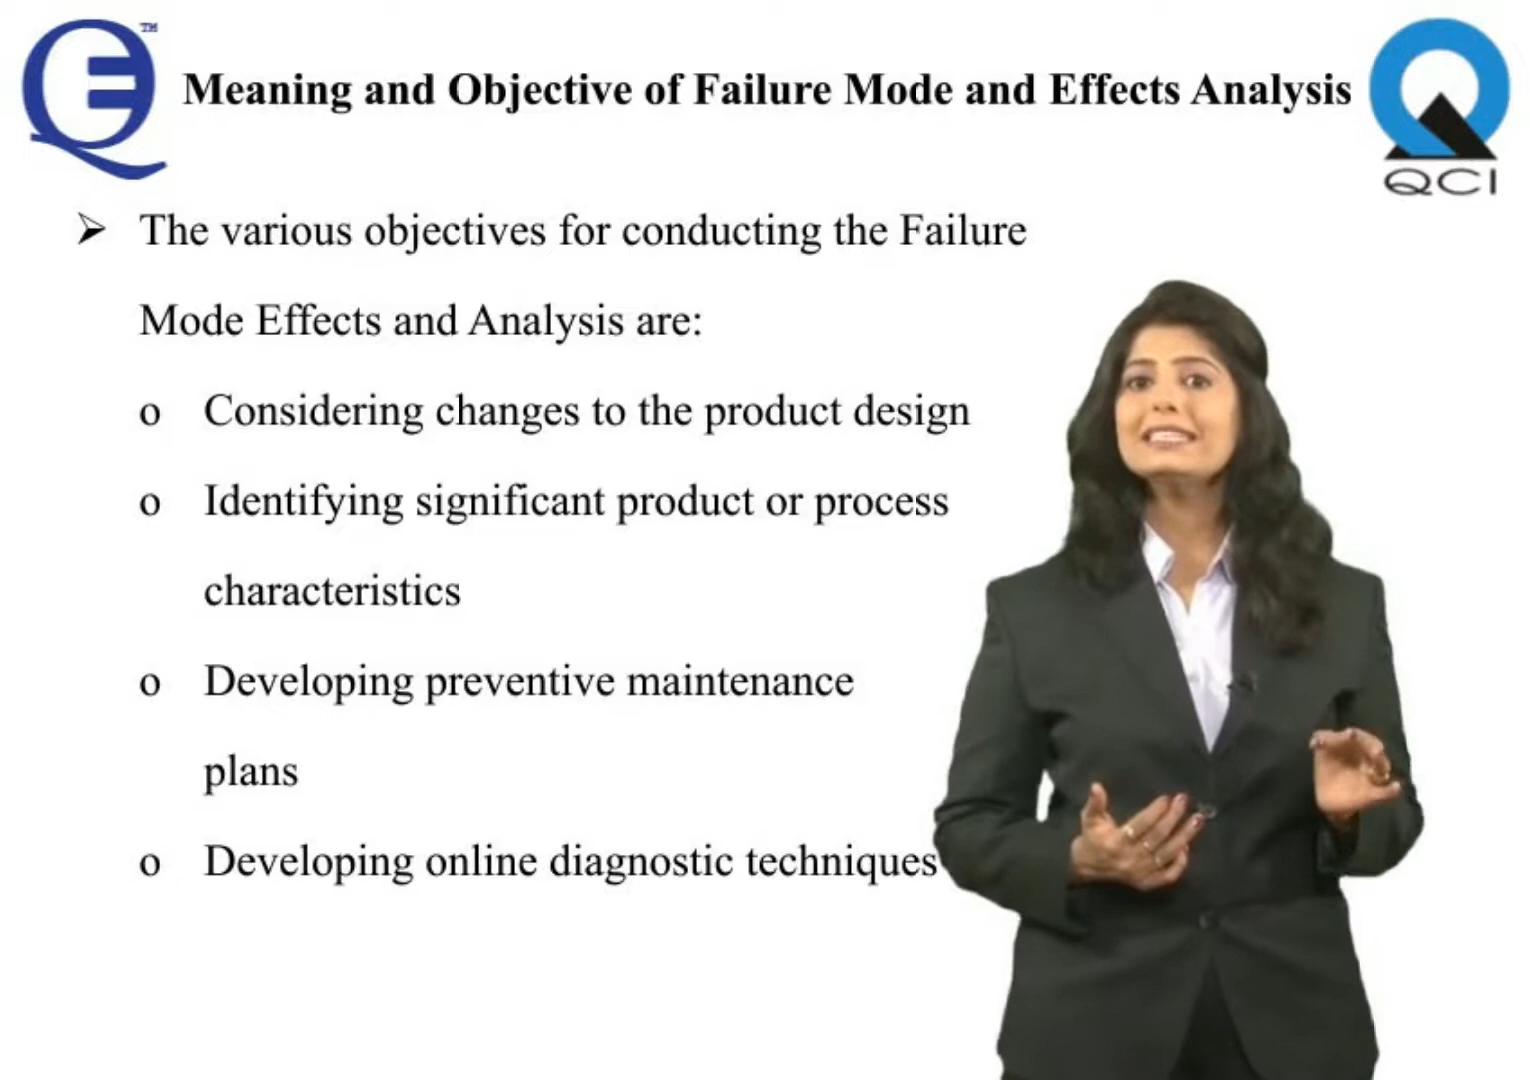 TM
Meaning and Objective of Failure Mode and Effects Analysis
QCI
➢ The various objectives for conducting the Failure
Mode Effects and Analysis are:
o Considering changes to the product design
o Identifying significant product or process
characteristics
o Developing preventive maintenance
plans
o Developing online diagnostic techniques